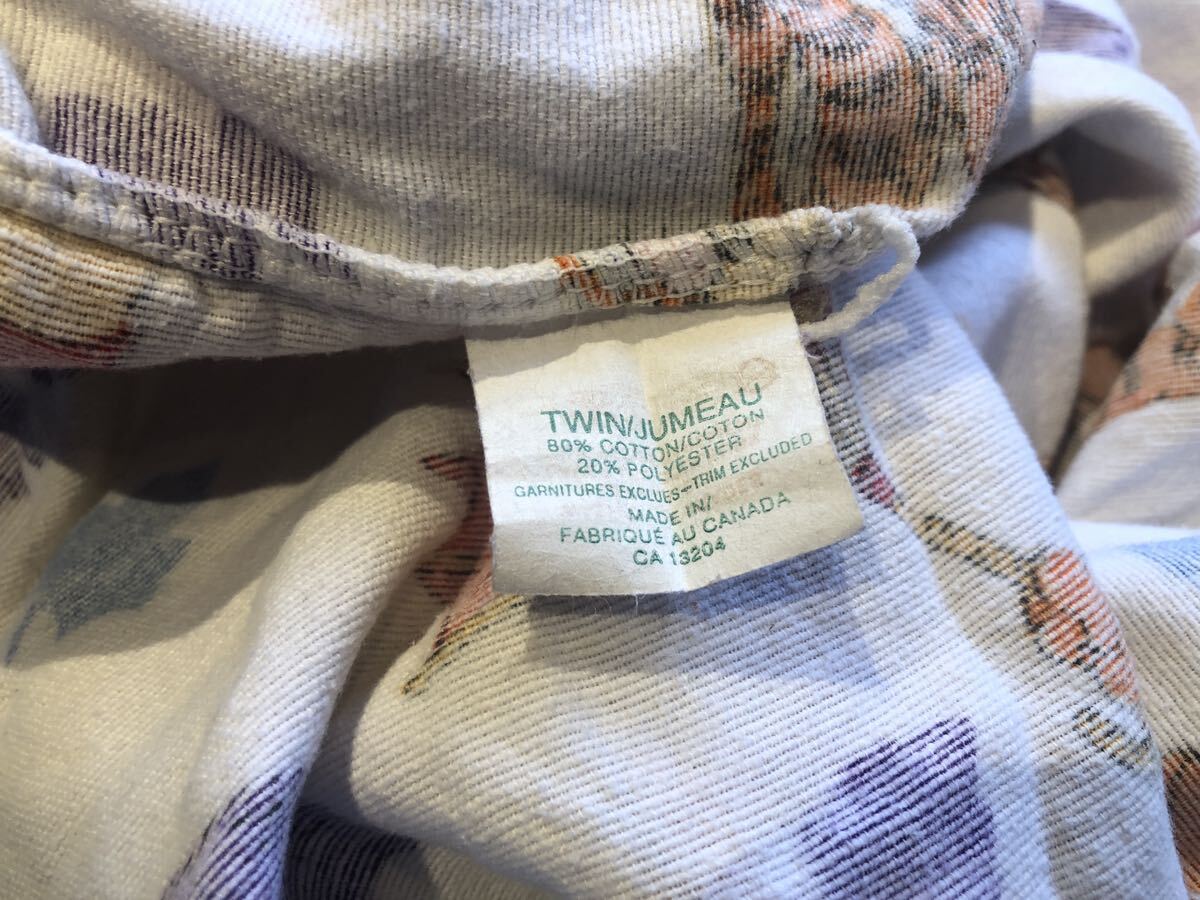 TWIN/JUMEAU
80% COTTON/COTON
20% POLYESTER
GARNITURES EXCLUES-TRIM EXCLUDED
MADE IN/
FABRIQUÉ AU CANADA
CA 13204